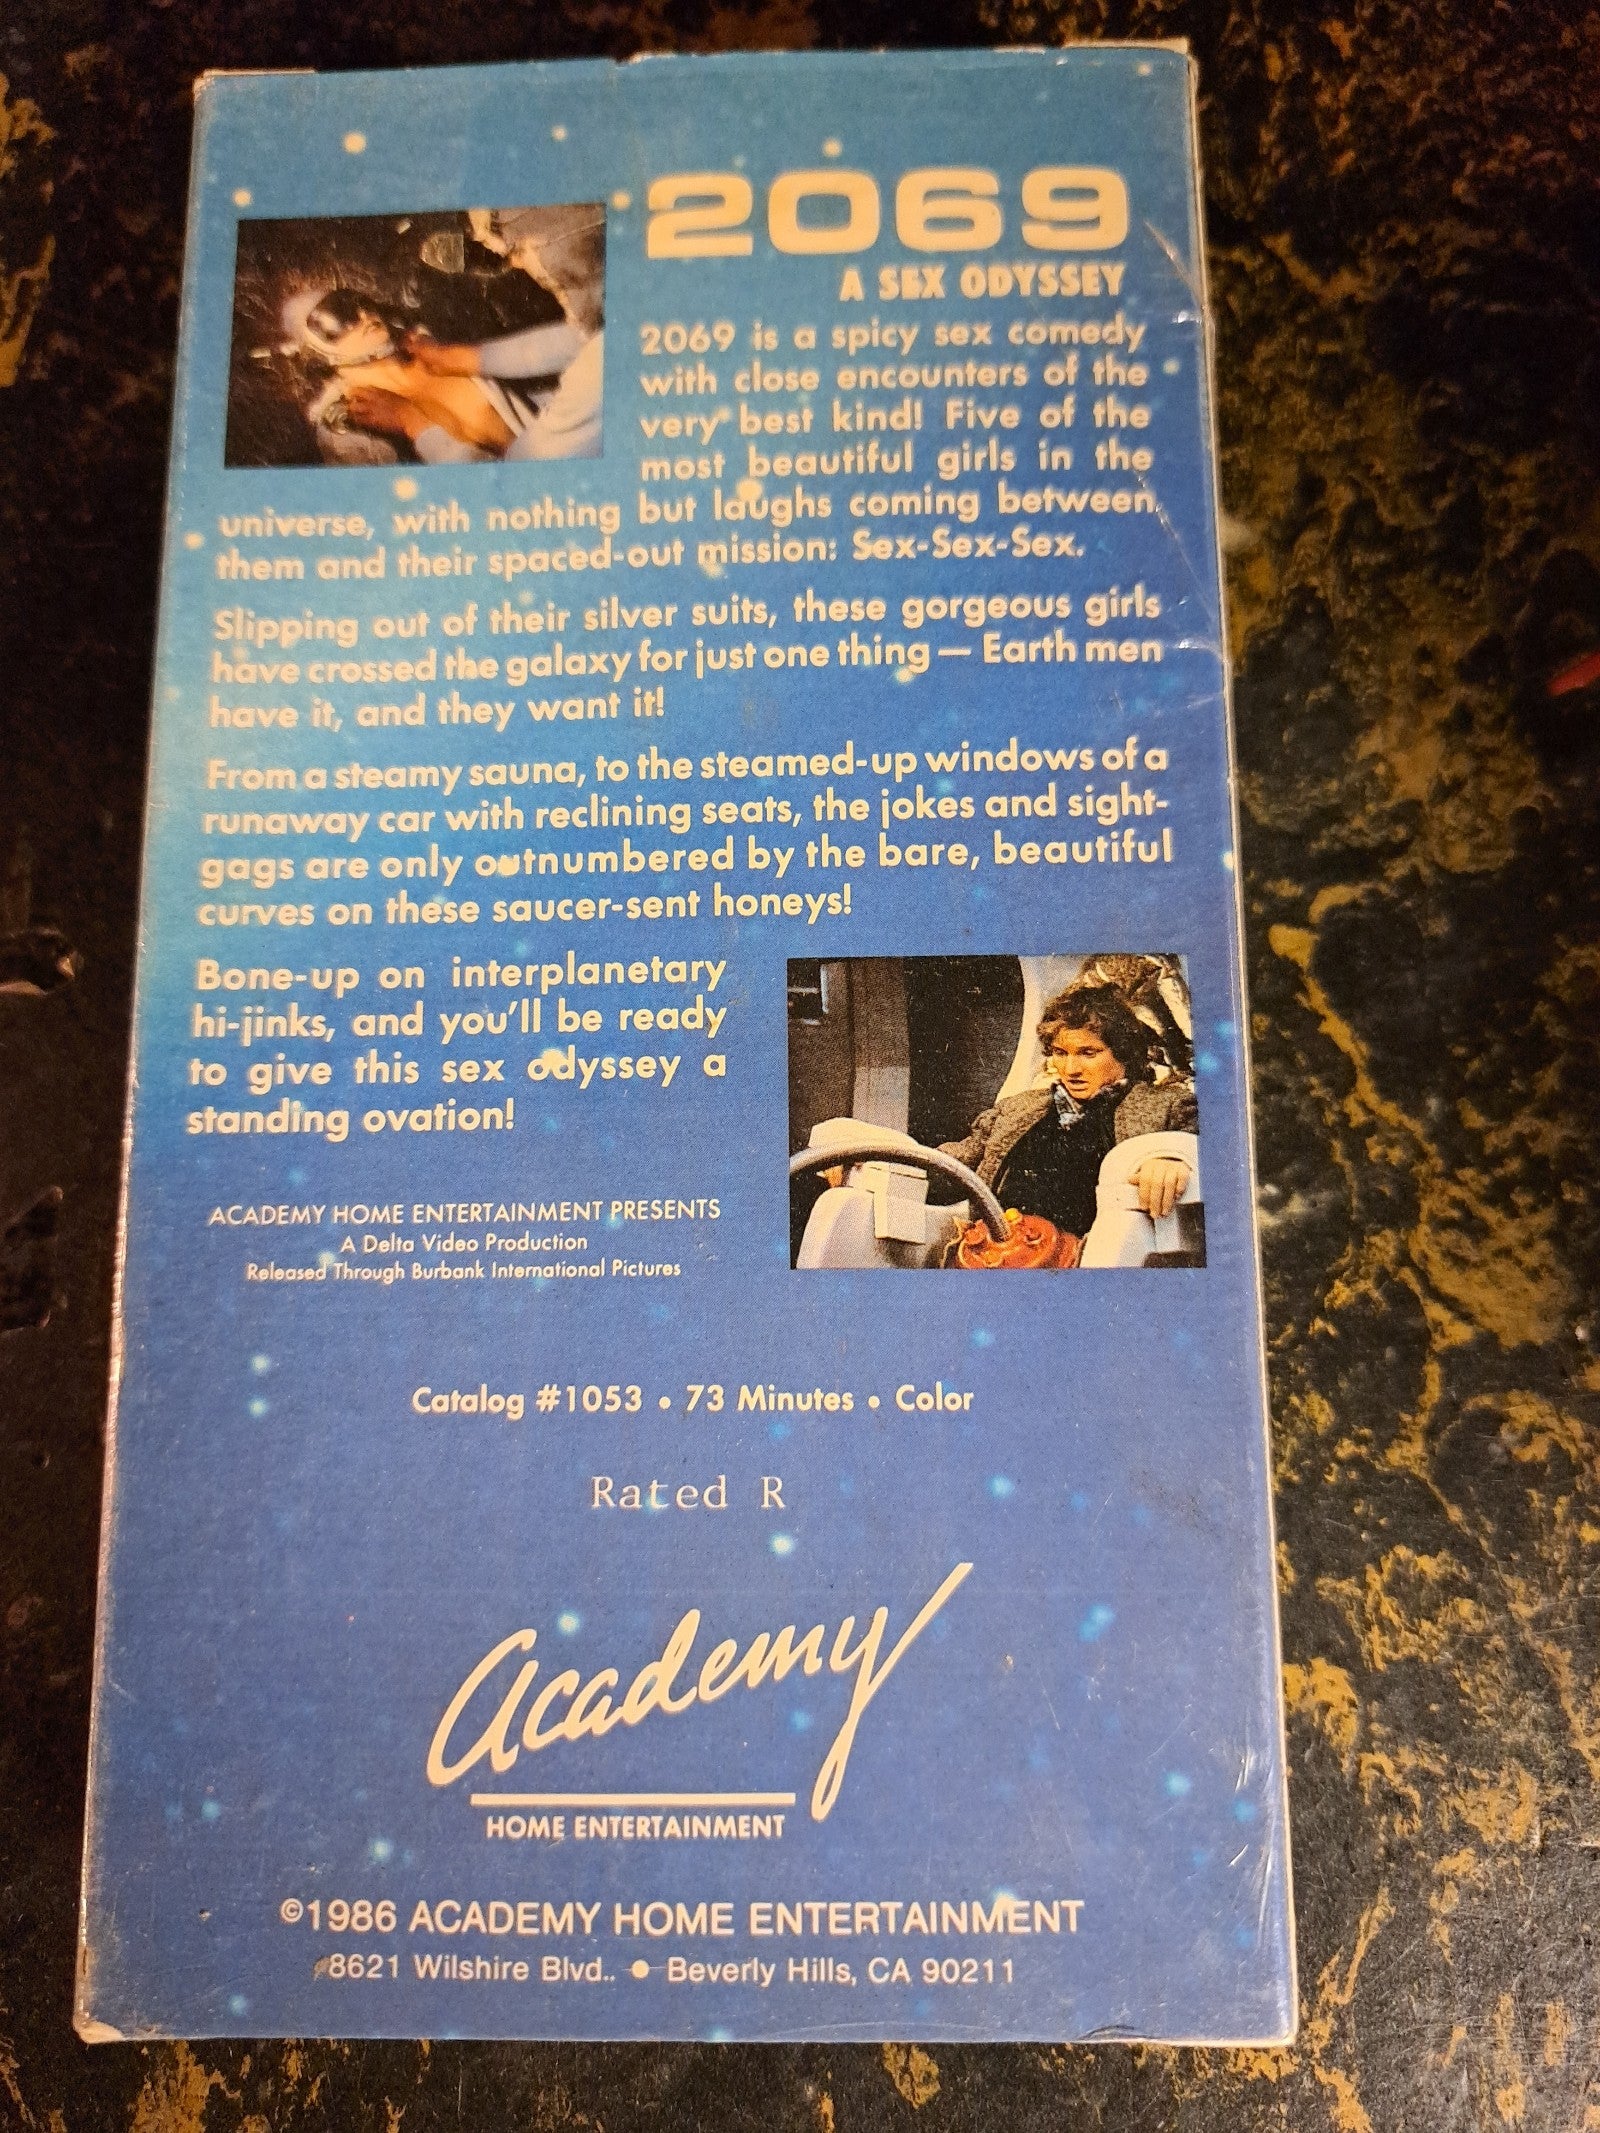 2069
A SEX ODYSSEY
2069 is a spicy sex comedy
with close encounters of the
very best kind! Five of the
most beautiful girls in the
universe, with nothing but laughs coming between
them and their spaced-out mission: Sex-Sex-Sex.
Slipping out of their silver suits, these gorgeous girls
have crossed the galaxy for just one thing — Earth men
have it, and they want it!
From a steamy sauna, to the steamed-up windows of a
runaway car with reclining seats, the jokes and sight-
gags are only outnumbered by the bare, beautiful
curves on these saucer-sent honeys!
Bone-up on interplanetary
hi-jinks, and you'll be ready
to give this sex odyssey a
standing ovation!
ACADEMY HOME ENTERTAINMENT PRESENTS
A Delta Video Production
Released Through Burbank International Pictures
Catalog #1053 • 73 Minutes • Color
Rated R
Academy
HOME ENTERTAINMENT
©1986 ACADEMY HOME ENTERTAINMENT
8621 Wilshire Blvd.. • Beverly Hills, CA 90211